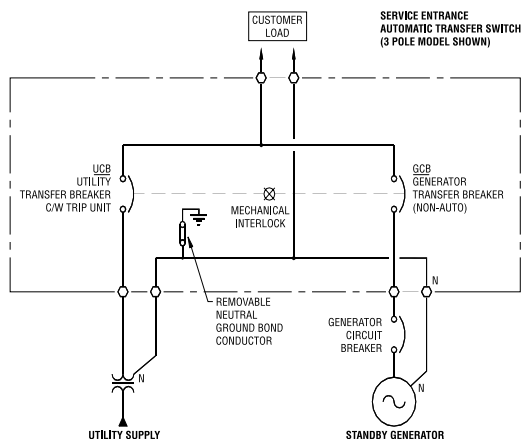 CUSTOMER
LOAD
SERVICE ENTRANCE
AUTOMATIC TRANSFER SWITCH
(3 POLE MODEL SHOWN)
UCB
UTILITY
TRANSFER BREAKER
C/W TRIP UNIT
MECHANICAL
INTERLOCK
GCB
GENERATOR
TRANSFER BREAKER
(NON-AUTO)
REMOVABLE
NEUTRAL
GROUND BOND
CONDUCTOR
N
GENERATOR
CIRCUIT
BREAKER
N
N
UTILITY SUPPLY
STANDBY GENERATOR